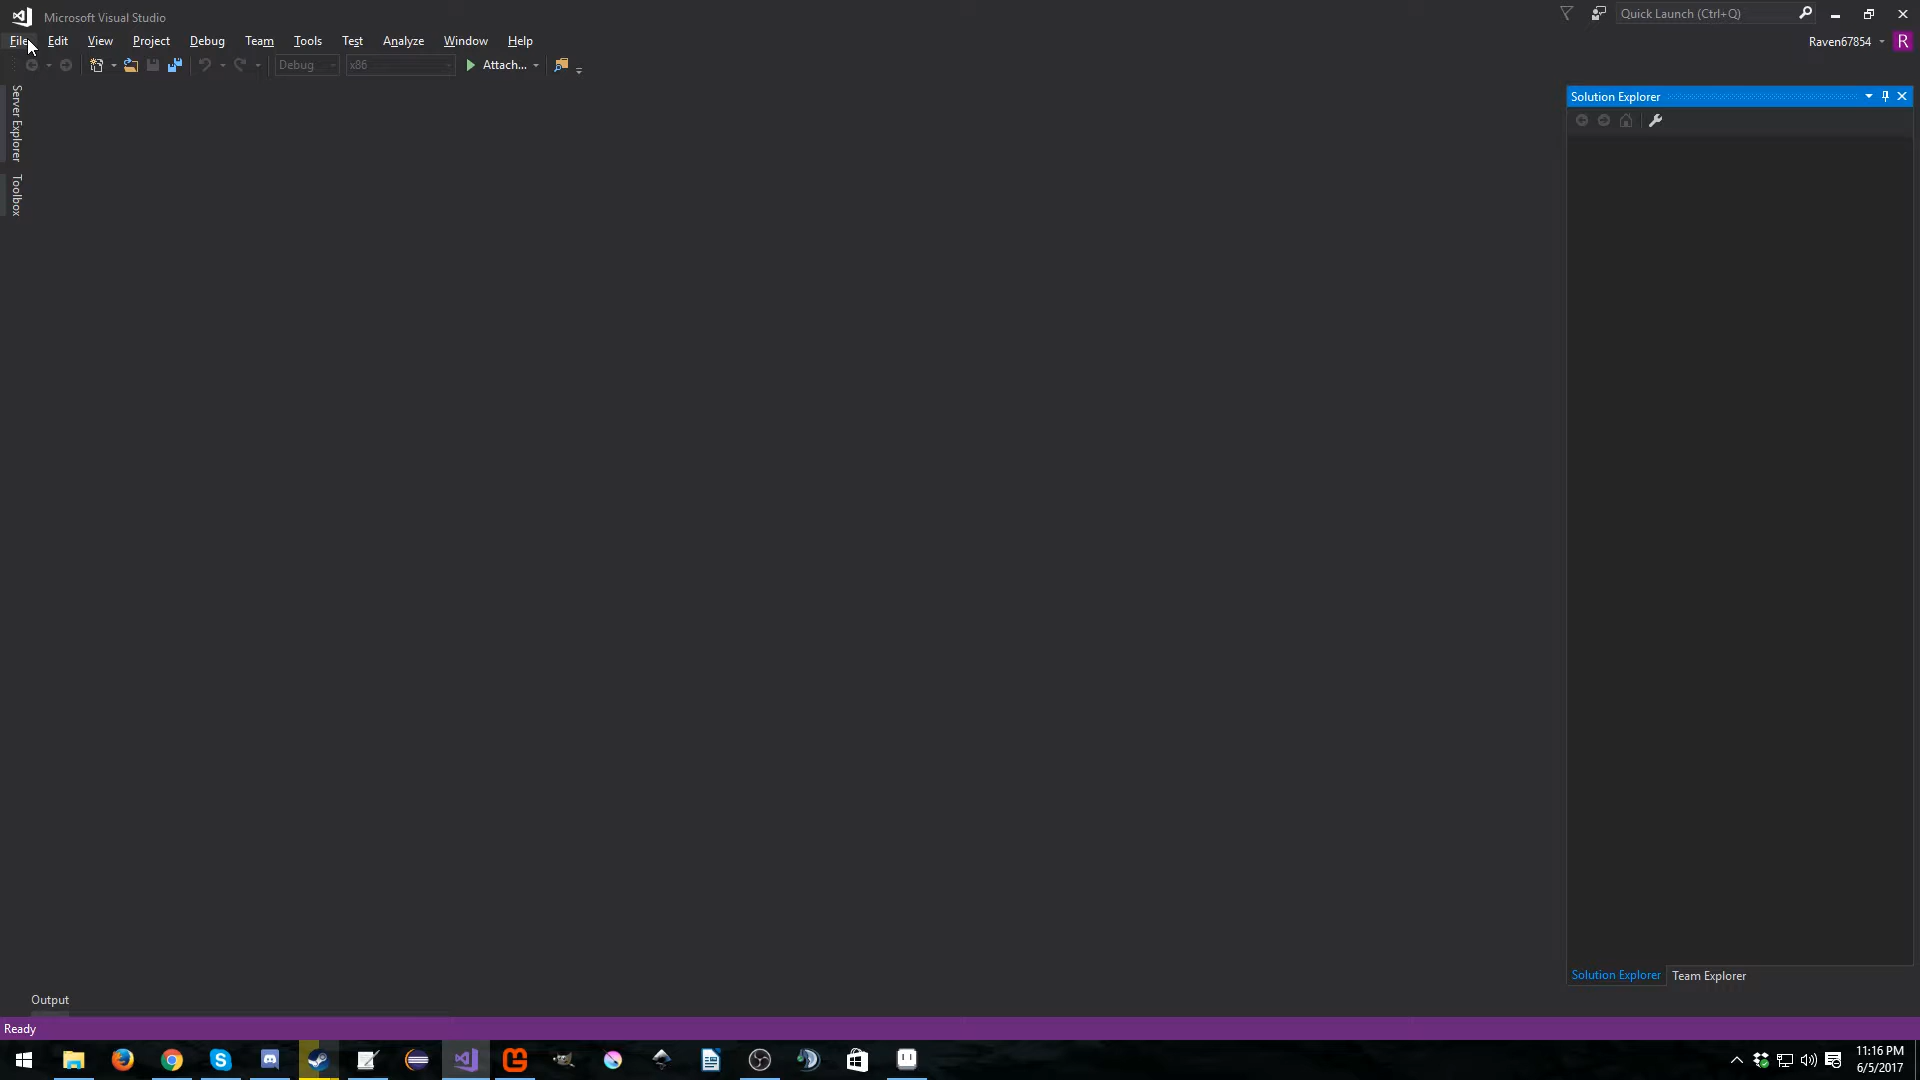 Microsoft Visual Studio
Quick Launch (Ctrl+Q)
File Edit View Project Debug Team Tools Test Analyze Window Help
Raven67854 R
Debug x86 Attach...
Server Explorer
Toolbox
Solution Explorer
Solution Explorer Team Explorer
Output
Ready
11:16 PM
6/5/2017